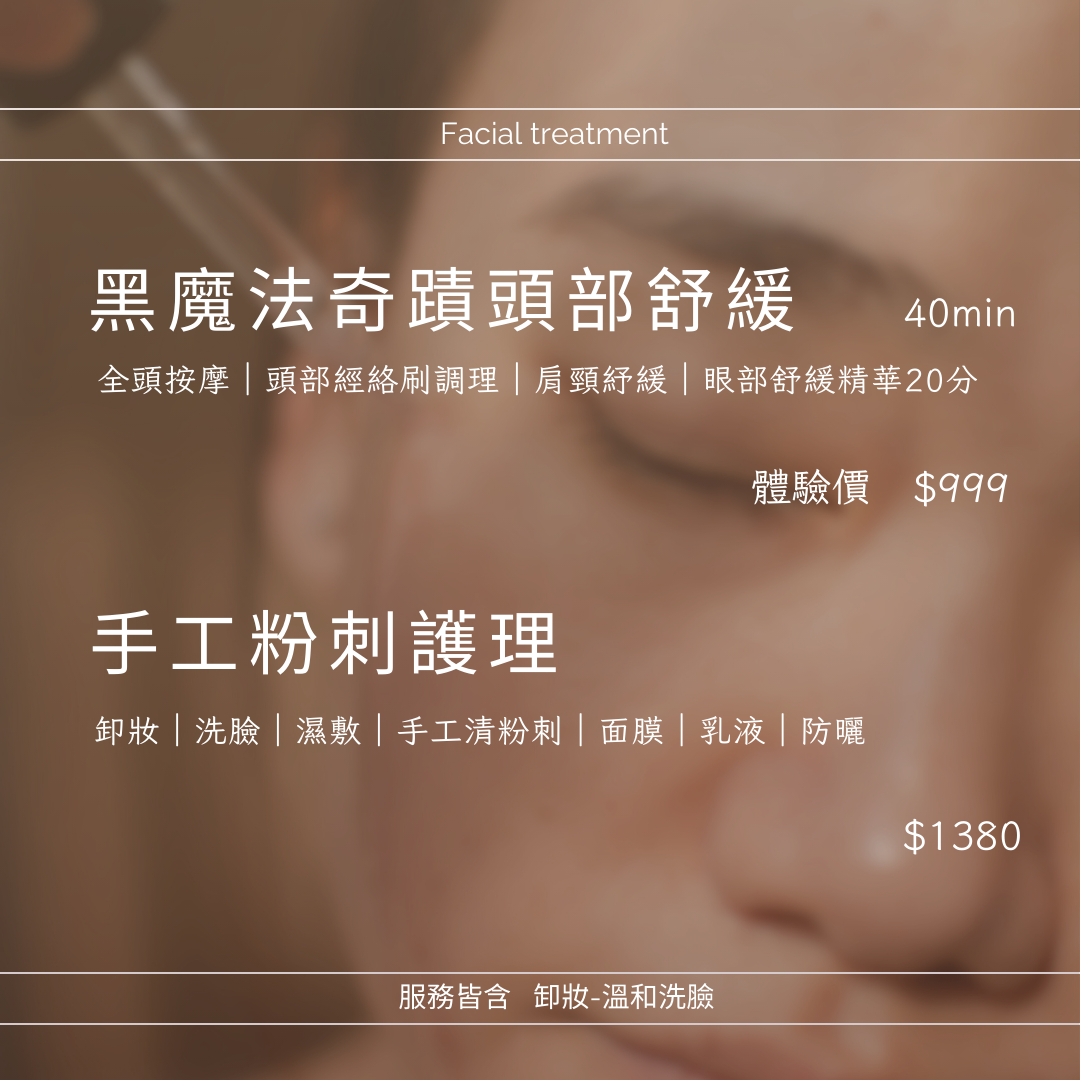 Facial treatment
黑魔法奇蹟頭部舒緩 40min
全頭按摩｜頭部經絡刷調理｜肩頸紓緩｜眼部舒緩精華20分
體驗價 $999
手工粉刺護理
卸妝｜洗臉｜濕敷｜手工清粉刺｜面膜｜乳液｜防曬
$1380
服務皆含 卸妝-溫和洗臉